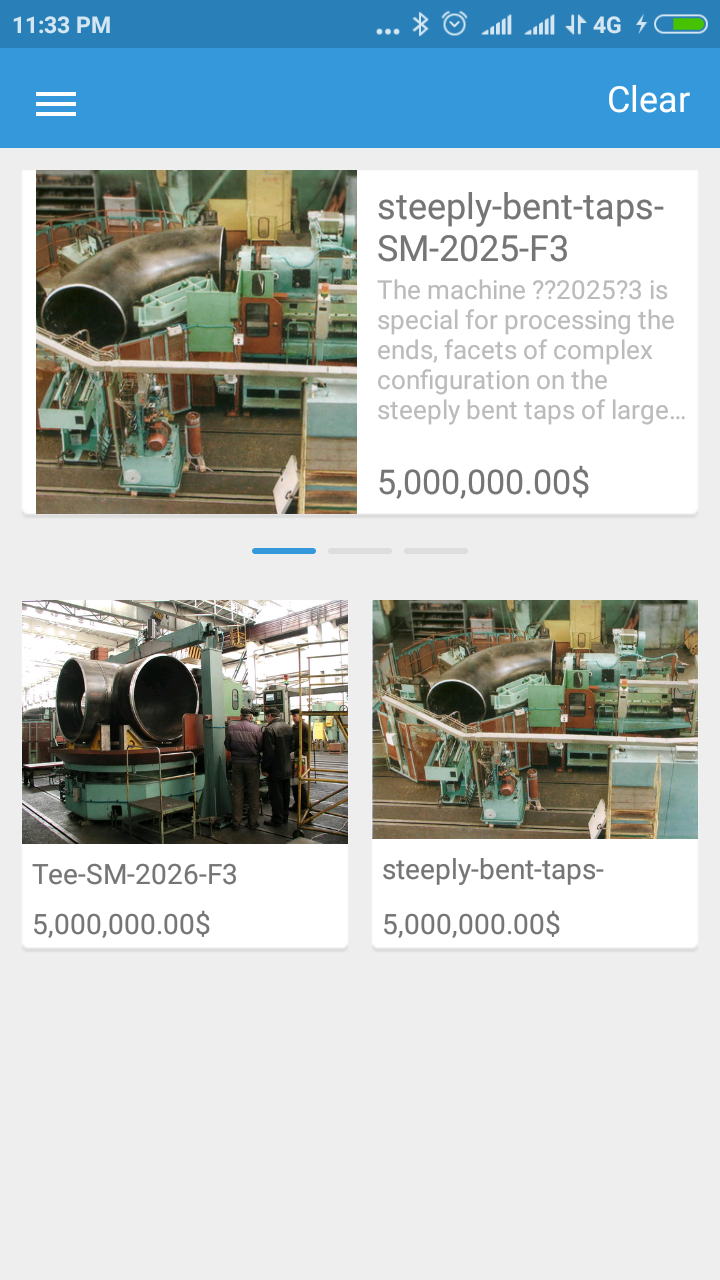 11:33 PM
4G
Clear
steeply-bent-taps-
SM-2025-F3
The machine ??2025?3 is
special for processing the
ends, facets of complex
configuration on the
steeply bent taps of large...
5,000,000.00$
Tee-SM-2026-F3
5,000,000.00$
steeply-bent-taps-
5,000,000.00$